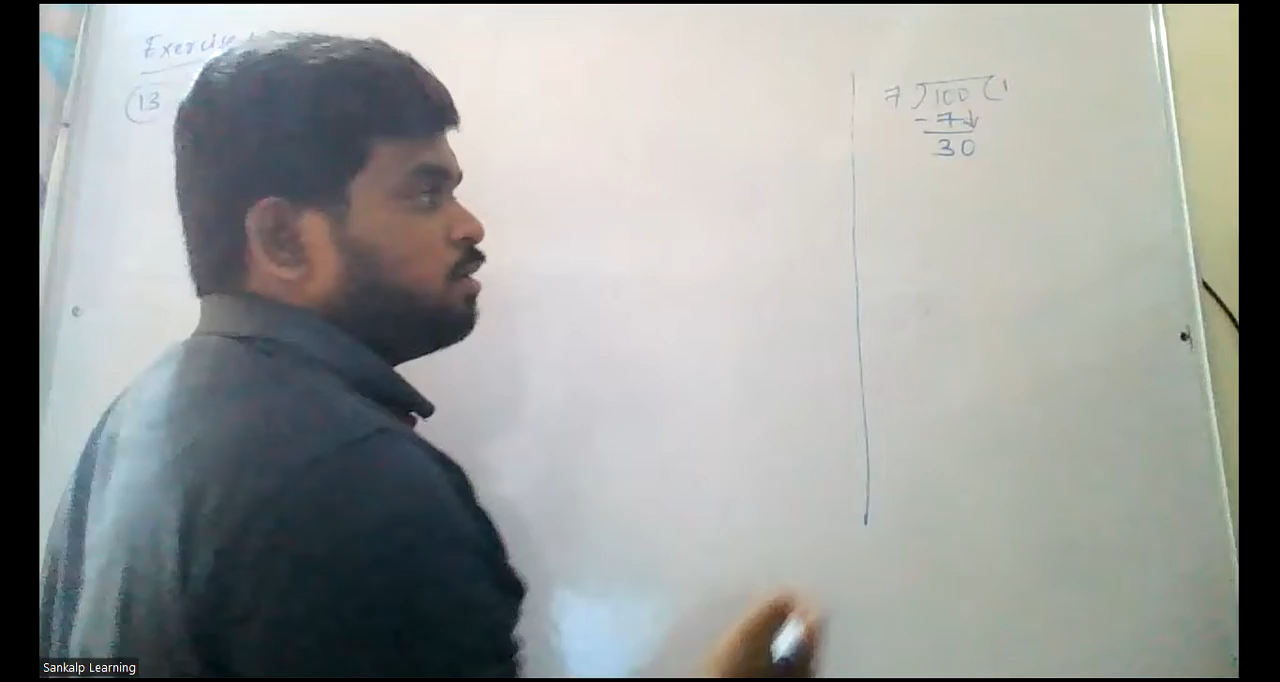 Exercise
(13
7 ) 100 ( 1
- 7↓
30
Sankalp Learning